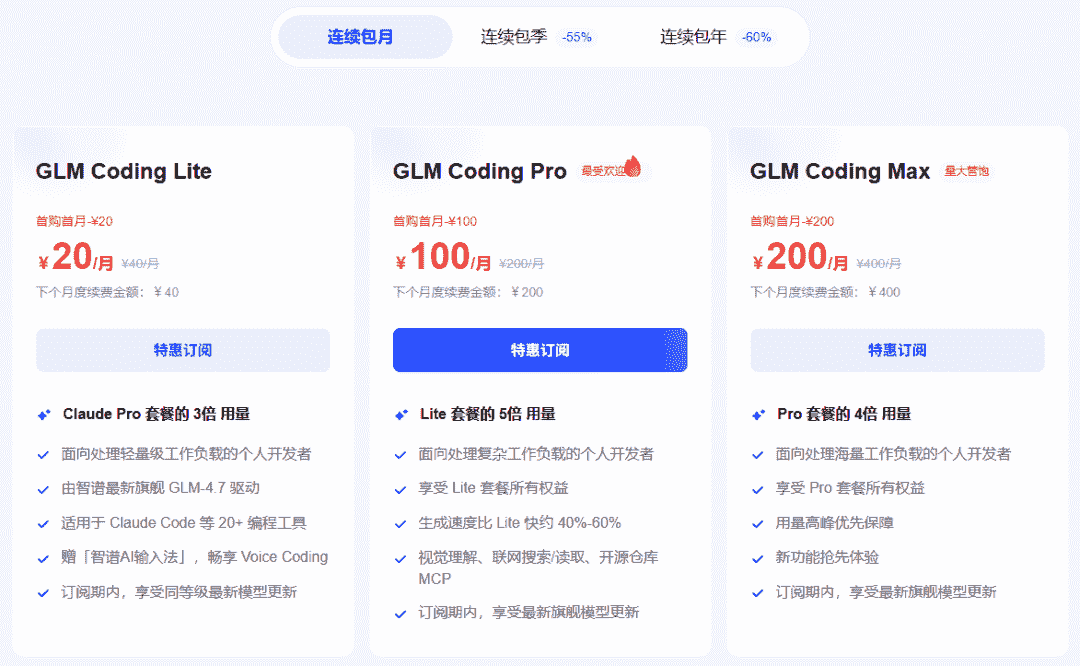 连续包月
连续包季 -55%
连续包年 -60%
GLM Coding Lite
首购首月-¥20
¥20/月 ¥40/月
下个月度续费金额：¥40
特惠订阅
Claude Pro 套餐的 3倍 用量
面向处理轻量级工作负载的个人开发者
由智谱最新旗舰 GLM-4.7 驱动
适用于 Claude Code 等 20+ 编程工具
赠「智谱AI输入法」，畅享 Voice Coding
订阅期内，享受同等级最新模型更新
GLM Coding Pro 最受欢迎
首购首月-¥100
¥100/月 ¥200/月
下个月度续费金额：¥200
特惠订阅
Lite 套餐的 5倍 用量
面向处理复杂工作负载的个人开发者
享受 Lite 套餐所有权益
生成速度比 Lite 快约 40%-60%
视觉理解、联网搜索/读取、开源仓库
MCP
订阅期内，享受最新旗舰模型更新
GLM Coding Max 量大管饱
首购首月-¥200
¥200/月 ¥400/月
下个月度续费金额：¥400
特惠订阅
Pro 套餐的 4倍 用量
面向处理海量工作负载的个人开发者
享受 Pro 套餐所有权益
用量高峰优先保障
新功能抢先体验
订阅期内，享受最新旗舰模型更新